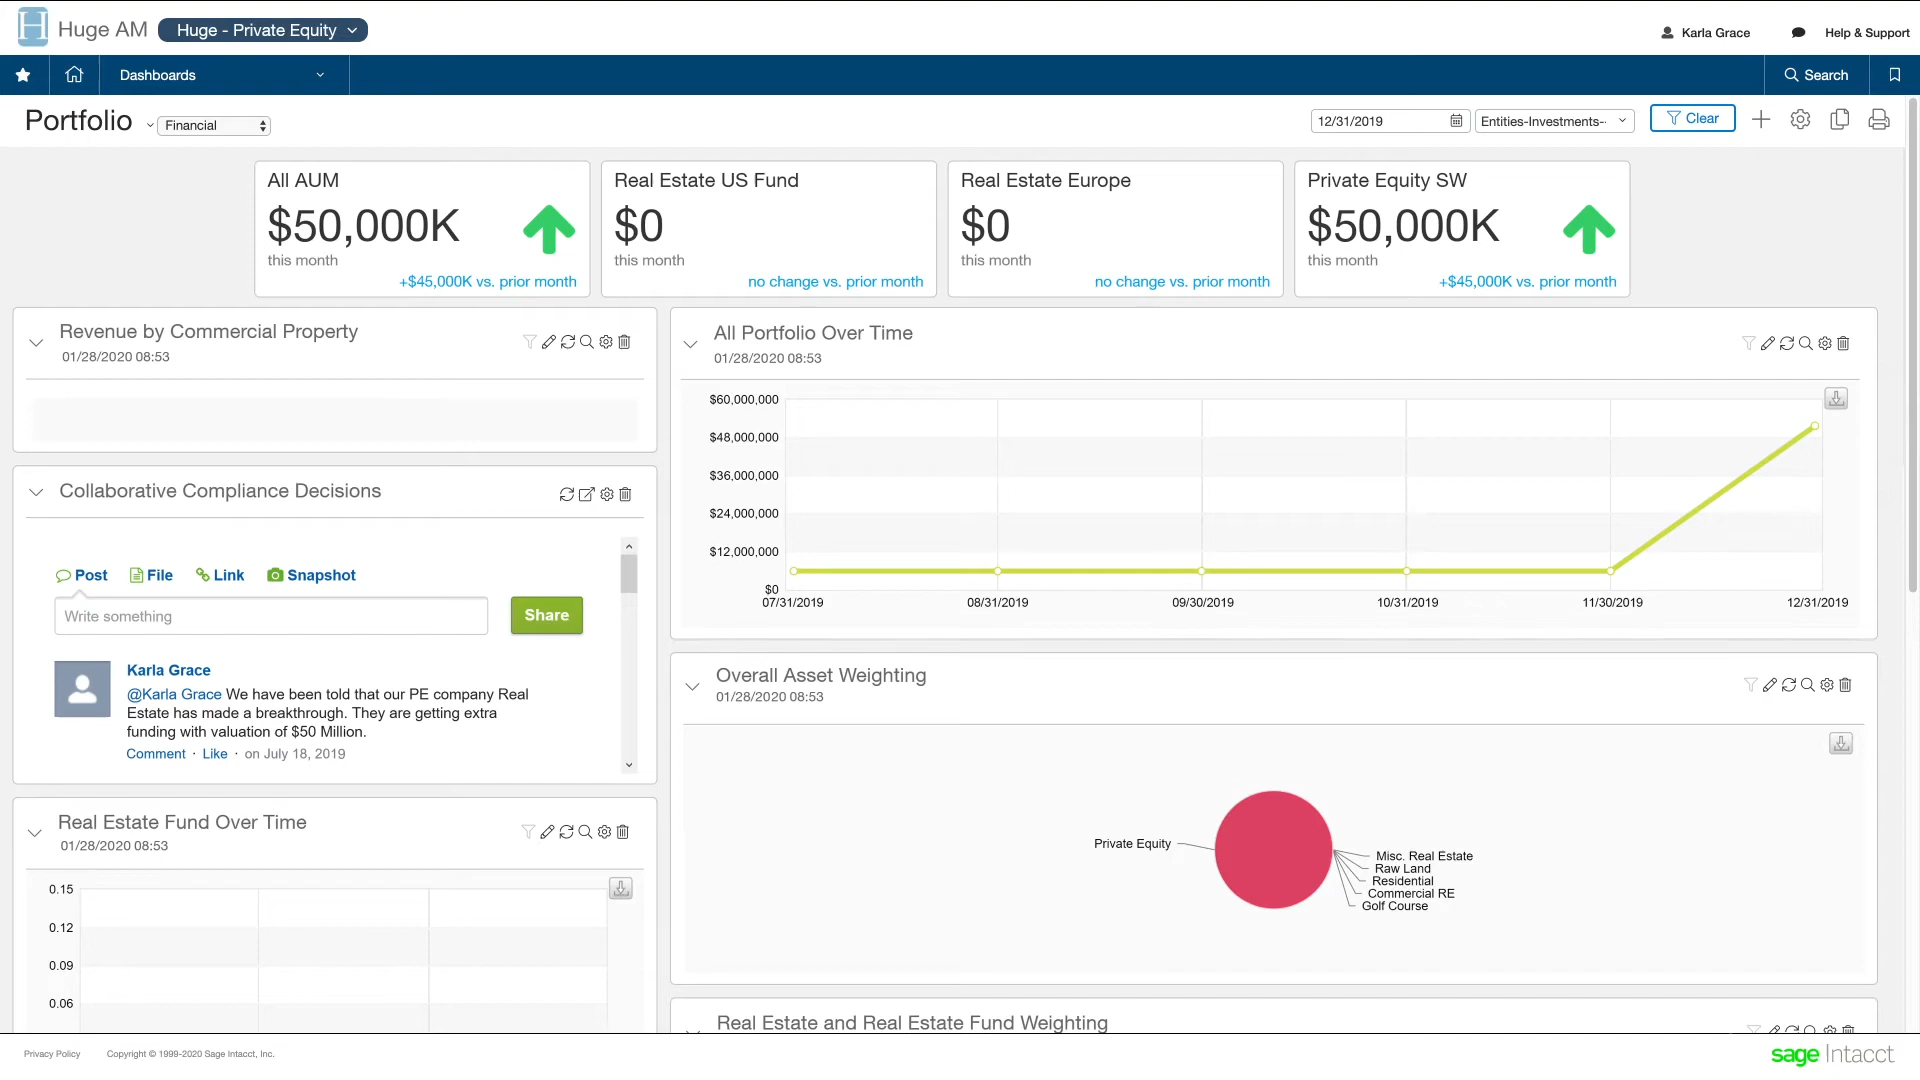 Huge AM
Huge - Private Equity
Karla Grace
Help & Support
Dashboards
Search
Portfolio
Financial
12/31/2019
Entities-Investments-
Clear
All AUM
$50,000K
this month
+$45,000K vs. prior month
Real Estate US Fund
$0
this month
no change vs. prior month
Real Estate Europe
$0
this month
no change vs. prior month
Private Equity SW
$50,000K
this month
+$45,000K vs. prior month
Revenue by Commercial Property
01/28/2020 08:53
Collaborative Compliance Decisions
Post
File
Link
Snapshot
Write something
Share
Karla Grace
@Karla Grace We have been told that our PE company Real
Estate has made a breakthrough. They are getting extra
funding with valuation of $50 Million.
Comment · Like · on July 18, 2019
Real Estate Fund Over Time
01/28/2020 08:53
0.15
0.12
0.09
0.06
All Portfolio Over Time
01/28/2020 08:53
$60,000,000
$48,000,000
$36,000,000
$24,000,000
$12,000,000
$0
07/31/2019
08/31/2019
09/30/2019
10/31/2019
11/30/2019
12/31/2019
Overall Asset Weighting
01/28/2020 08:53
Private Equity
Misc. Real Estate
Raw Land
Residential
Commercial RE
Golf Course
Real Estate and Real Estate Fund Weighting
Privacy Policy
Copyright © 1999-2020 Sage Intacct, Inc.
sage Intacct